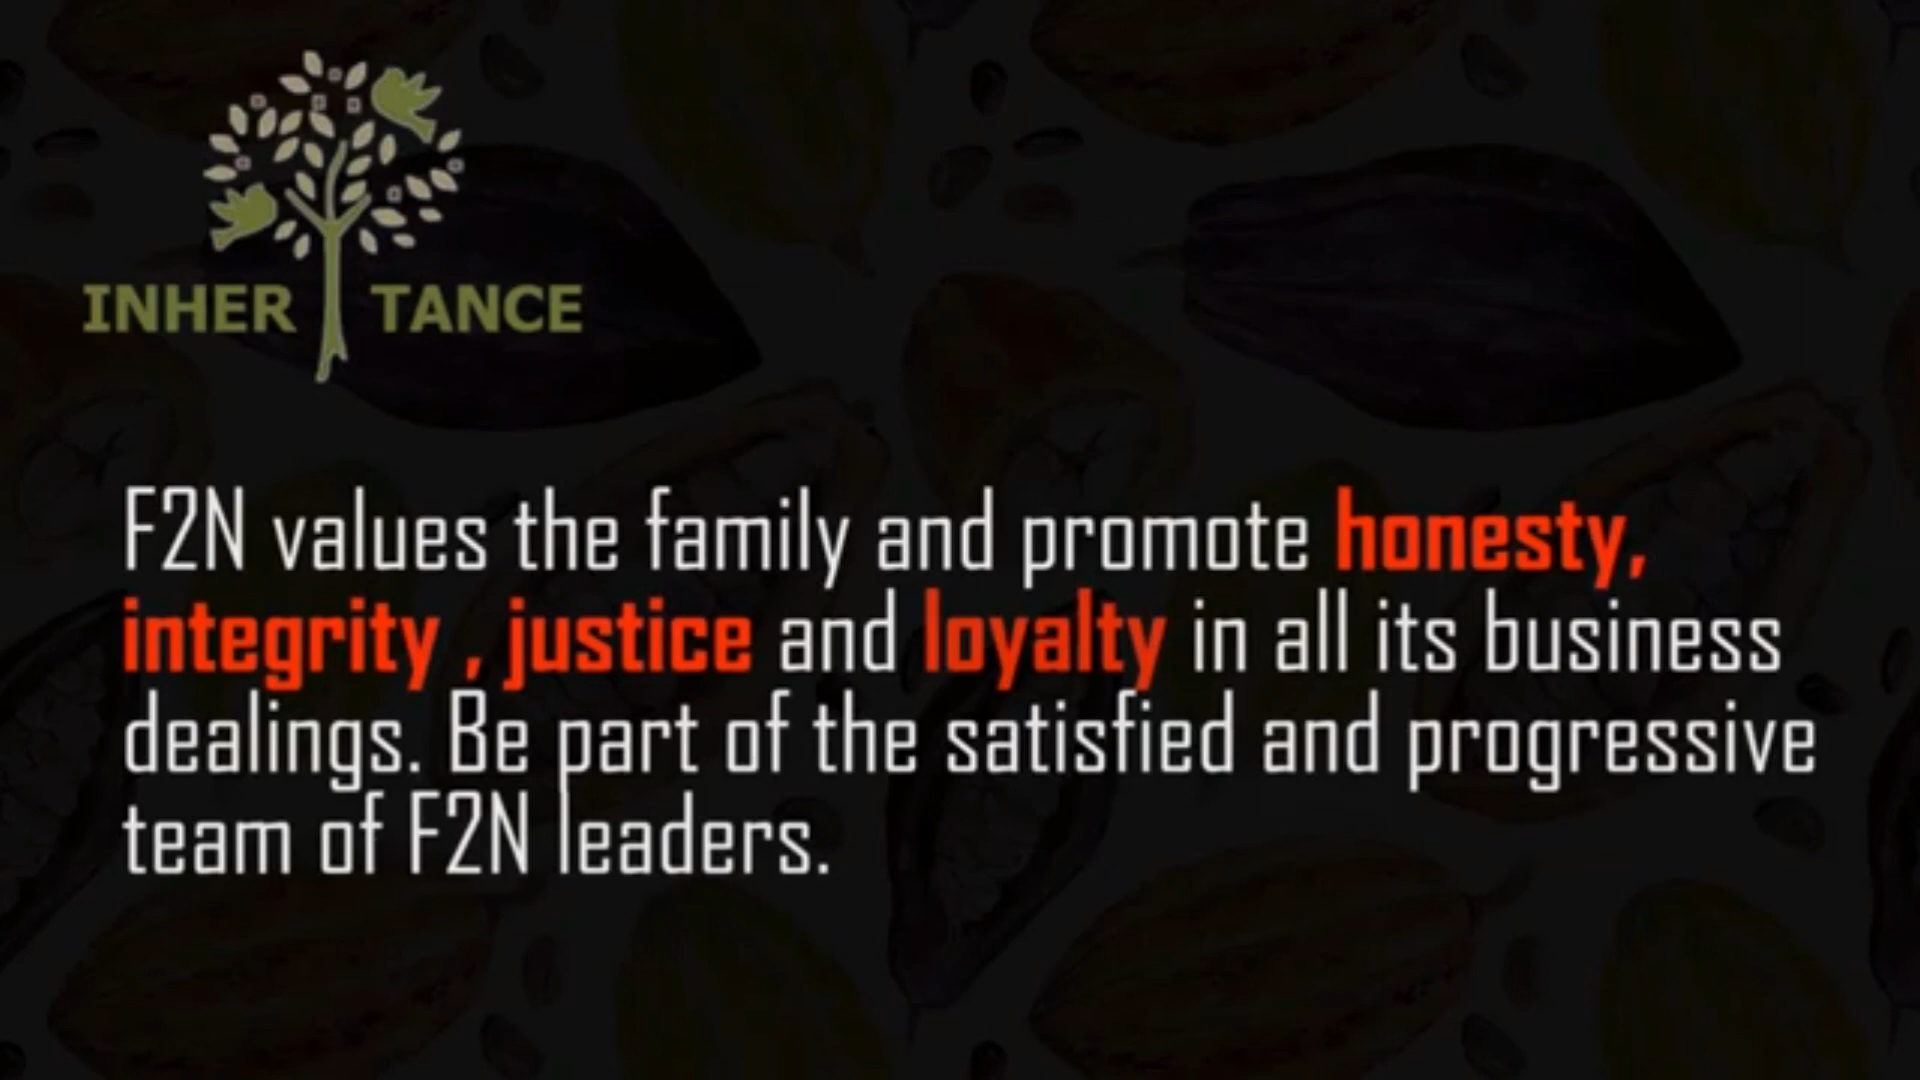 INHER TANCE
F2N values the family and promote honesty,
integrity , justice and loyalty in all its business
dealings. Be part of the satisfied and progressive
team of F2N leaders.